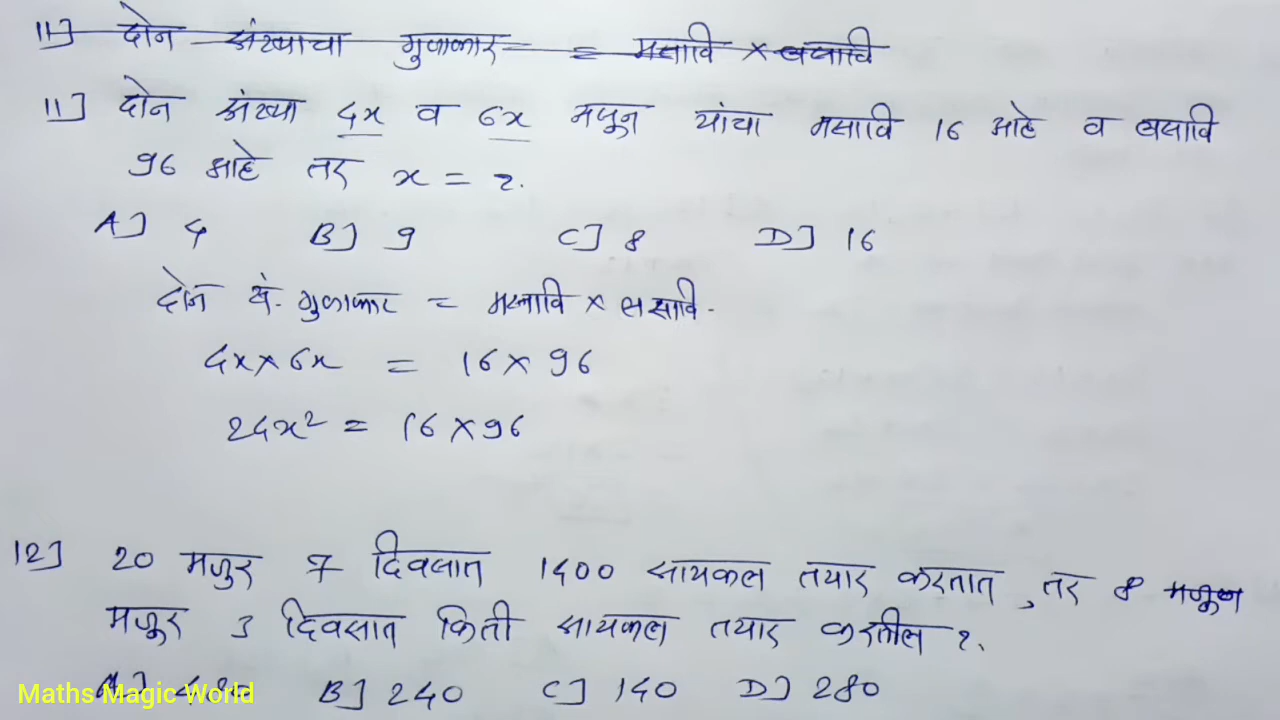 11] दोन संख्याचा गुणाकार = मसावि × लसावि
11] दोन संख्या 4x व 6x मधून यांचा मसावि 16 आहे व लसावि
96 आहे तर x = ?.
A] 4 B] 9 C] 8 D] 16
दोन सं. गुणाकार = मसावि × लसावि.
4x × 6x = 16 × 96
24x² = 16 × 96
12] 20 मजुर 7 दिवसात 1400 सायकल तयार करतात, तर 8
मजूर 3 दिवसात किती सायकल तयार करतील ?.
A] B] 240 C] 140 D] 280
Maths Magic World